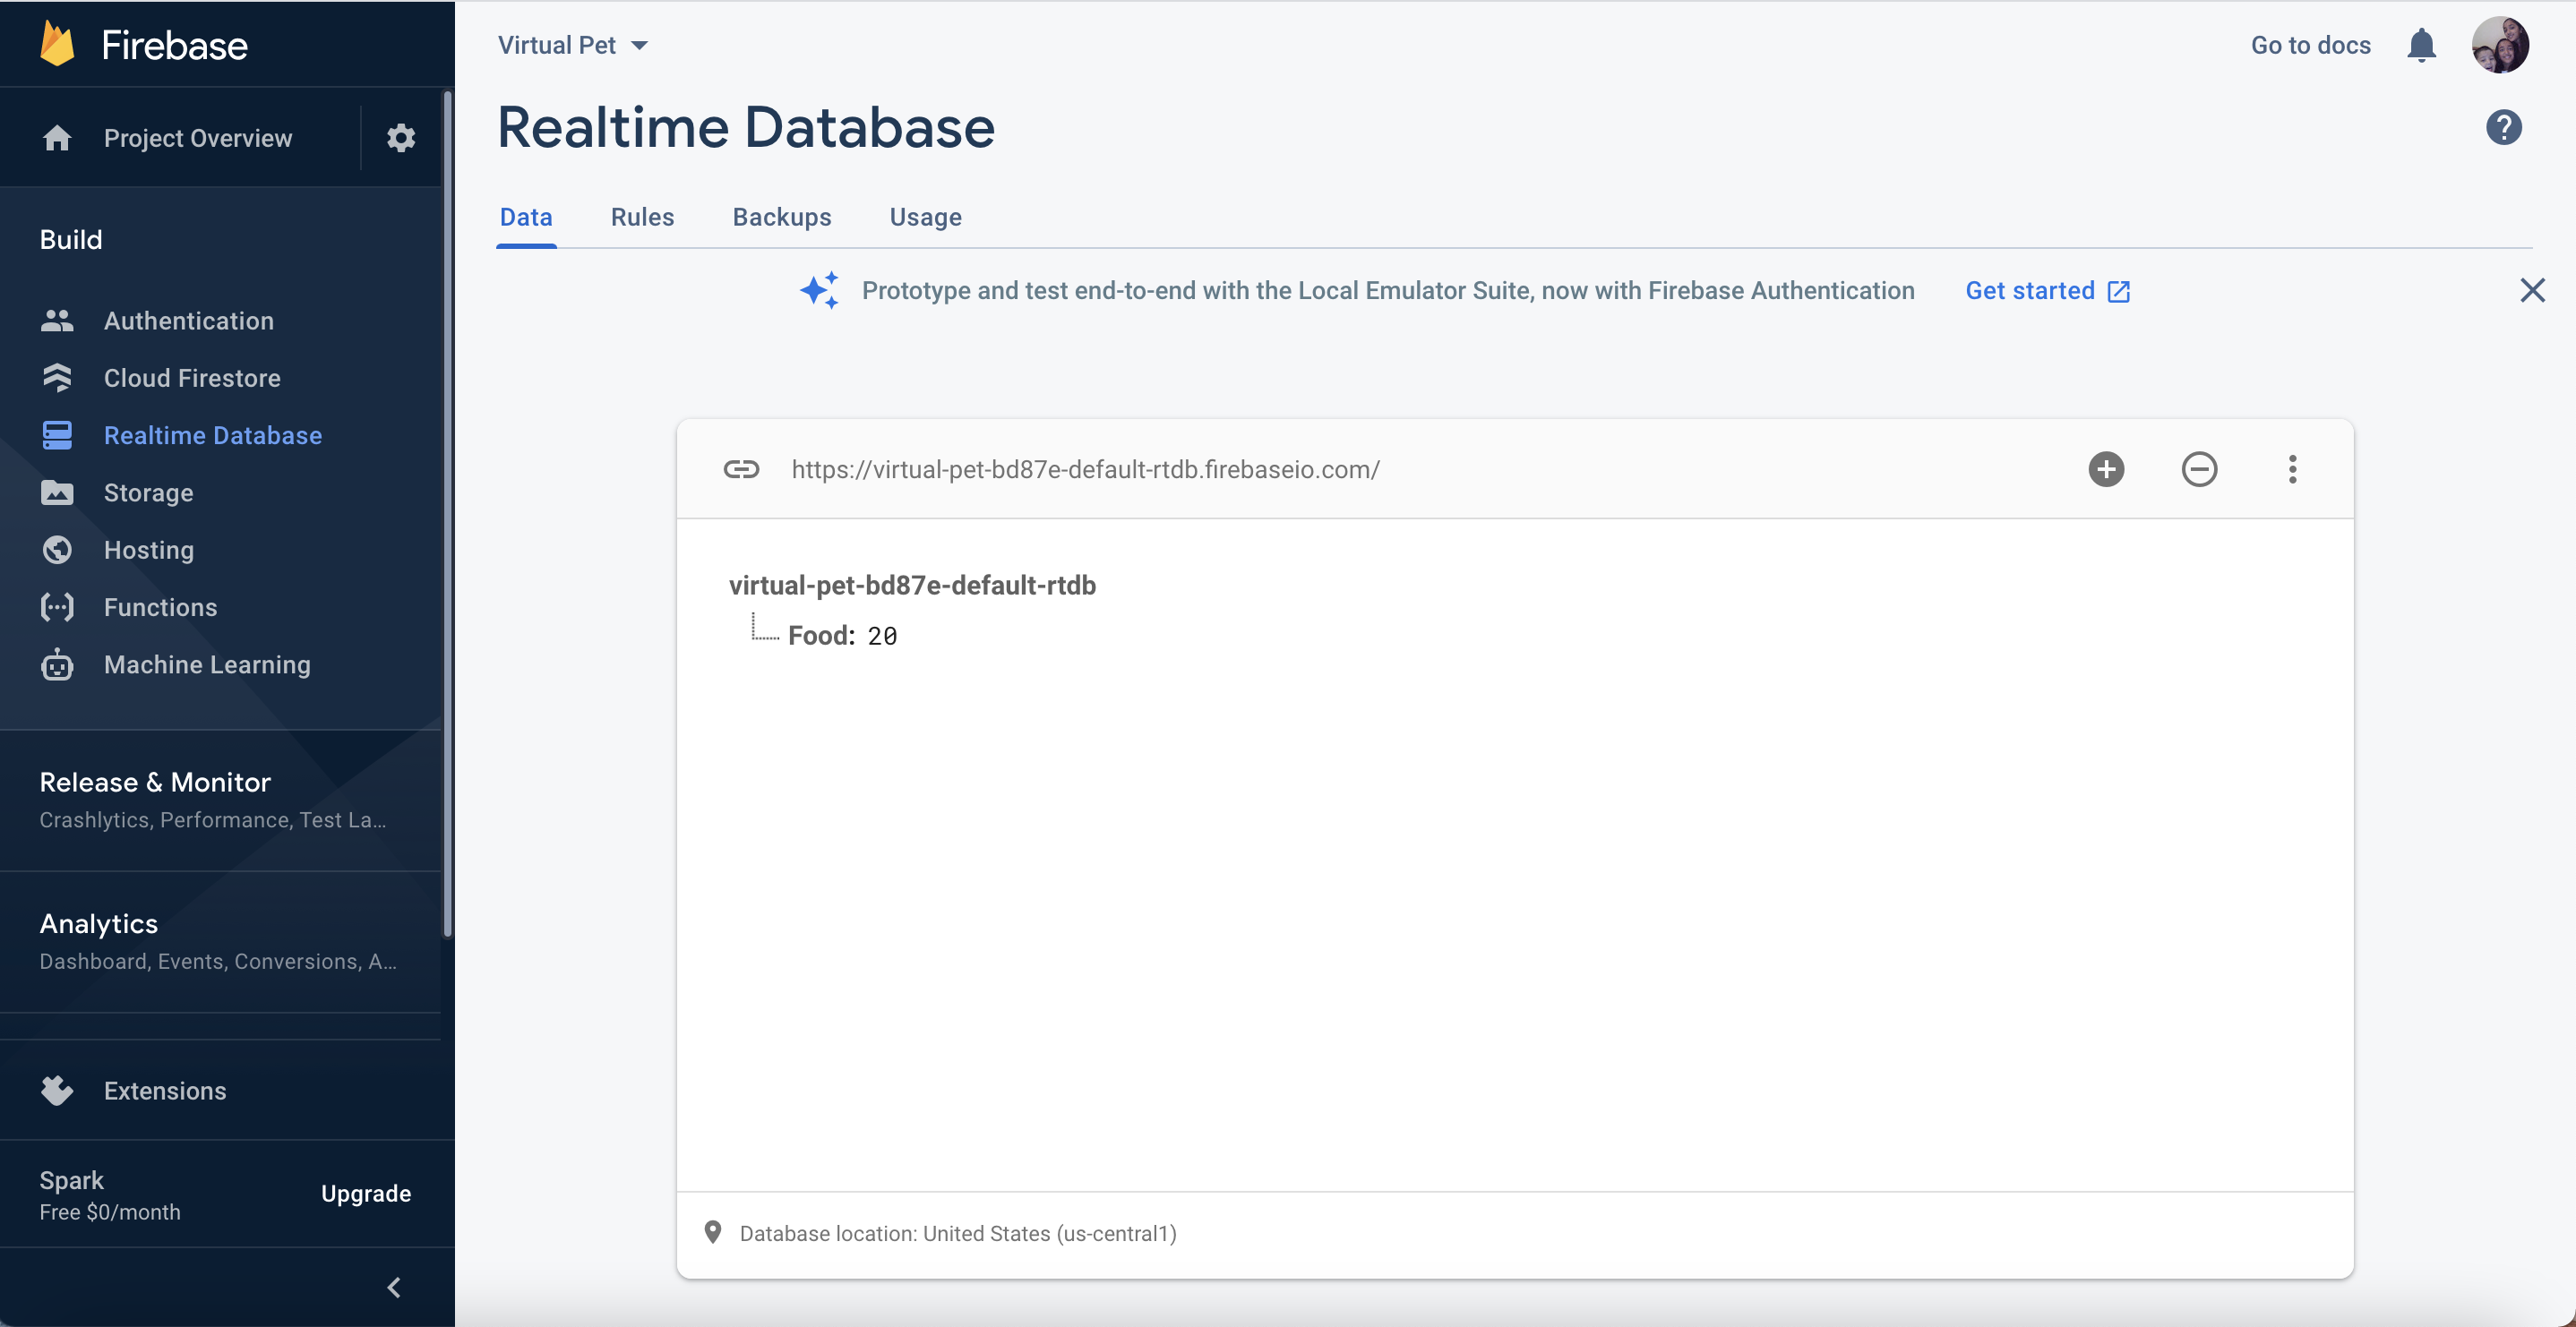 Firebase
Project Overview
Build
Authentication
Cloud Firestore
Realtime Database
Storage
Hosting
Functions
Machine Learning
Release & Monitor
Crashlytics, Performance, Test La...
Analytics
Dashboard, Events, Conversions, A...
Extensions
Spark
Free $0/month
Upgrade
Virtual Pet
Go to docs
Realtime Database
Data Rules Backups Usage
Prototype and test end-to-end with the Local Emulator Suite, now with Firebase Authentication Get started
https://virtual-pet-bd87e-default-rtdb.firebaseio.com/
virtual-pet-bd87e-default-rtdb
Food: 20
Database location: United States (us-central1)